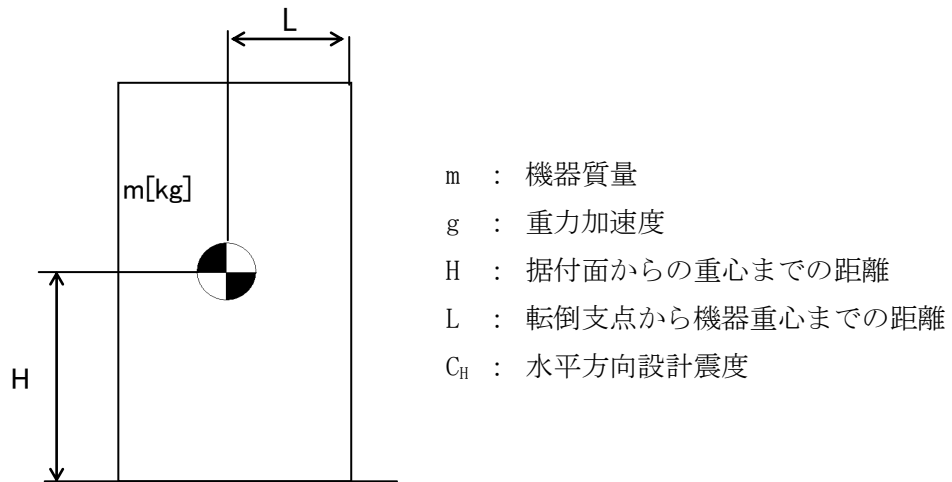 L
m[kg]
H
m : 機器質量
g : 重力加速度
H : 据付面からの重心までの距離
L : 転倒支点から機器重心までの距離
C_H : 水平方向設計震度